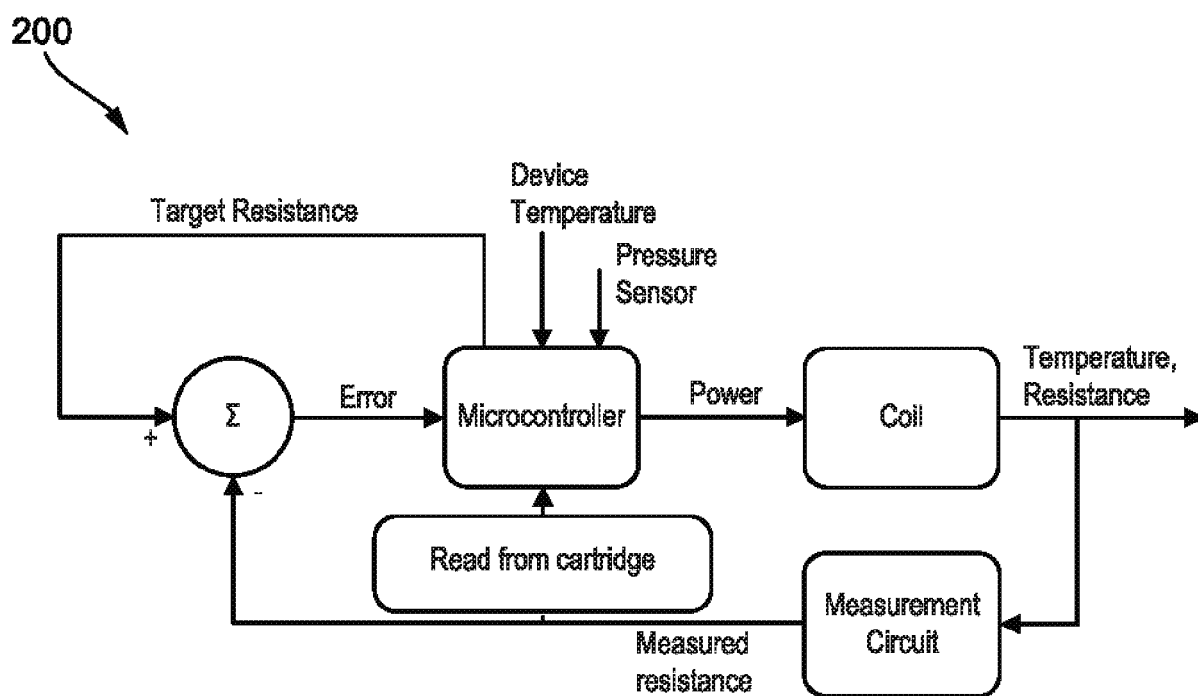 200
Device
Temperature
Target Resistance
Pressure
Sensor
Temperature,
Resistance
Σ
Error
Microcontroller
Power
Coil
+
-
Read from cartridge
Measurement
Circuit
Measured
resistance